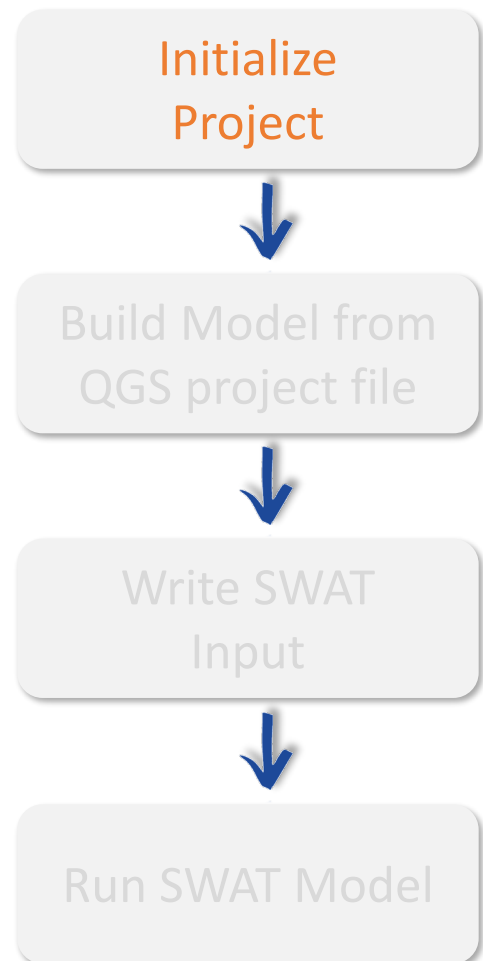 Initialize
Project
Build Model from
QGS project file
Write SWAT
Input
Run SWAT Model